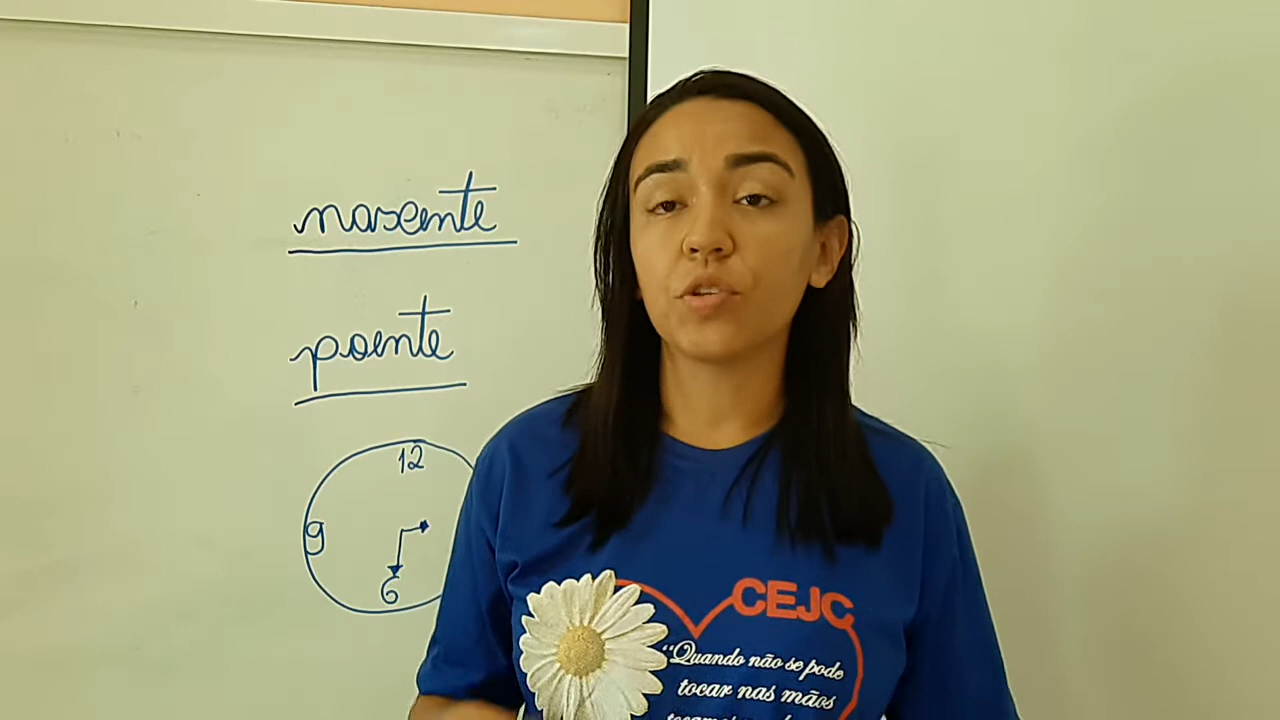 nascente
poente
12
9
6
CEJC
"Quando não se pode
tocar nas mãos